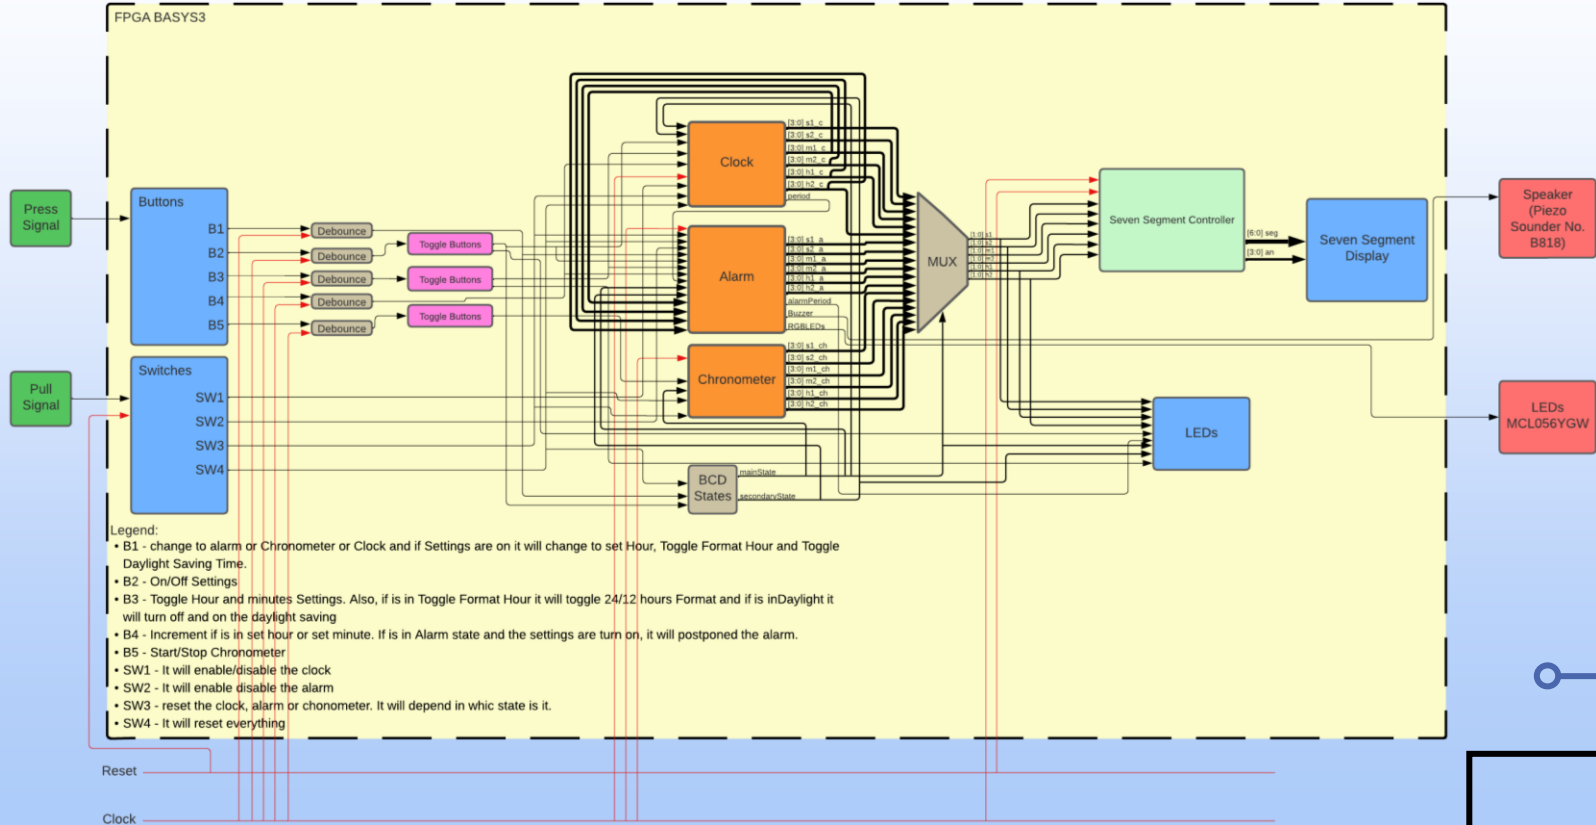 FPGA BASYS3
Press
Signal
Pull
Signal
Buttons
B1
B2
B3
B4
B5
Switches
SW1
SW2
SW3
SW4
Debounce
Debounce
Debounce
Debounce
Debounce
Toggle Buttons
Toggle Buttons
Toggle Buttons
Clock
[3:0] s1_c
[3:0] s2_c
[3:0] m1_c
[3:0] m2_c
[3:0] h1_c
[3:0] h2_c
period
Alarm
[3:0] s1_a
[3:0] s2_a
[3:0] m1_a
[3:0] m2_a
[3:0] h1_a
[3:0] h2_a
alarmPeriod
Buzzer
RGBLEDs
Chronometer
[3:0] s1_ch
[3:0] s2_ch
[3:0] m1_ch
[3:0] m2_ch
[3:0] h1_ch
[3:0] h2_ch
BCD
States
mainState
secondaryState
MUX
Seven Segment Controller
[6:0] seg
[3:0] an
Seven Segment
Display
LEDs
Speaker
(Piezo
Sounder No.
B818)
LEDs
MCL056YGW
Legend:
• B1 - change to alarm or Chronometer or Clock and if Settings are on it will change to set Hour, Toggle Format Hour and Toggle
Daylight Saving Time.
• B2 - On/Off Settings
• B3 - Toggle Hour and minutes Settings. Also, if is in Toggle Format Hour it will toggle 24/12 hours Format and if is inDaylight it
will turn off and on the daylight saving
• B4 - Increment if is in set hour or set minute. If is in Alarm state and the settings are turn on, it will postponed the alarm.
• B5 - Start/Stop Chronometer
• SW1 - It will enable/disable the clock
• SW2 - It will enable disable the alarm
• SW3 - reset the clock, alarm or chonometer. It will depend in whic state is it.
• SW4 - It will reset everything
Reset
Clock